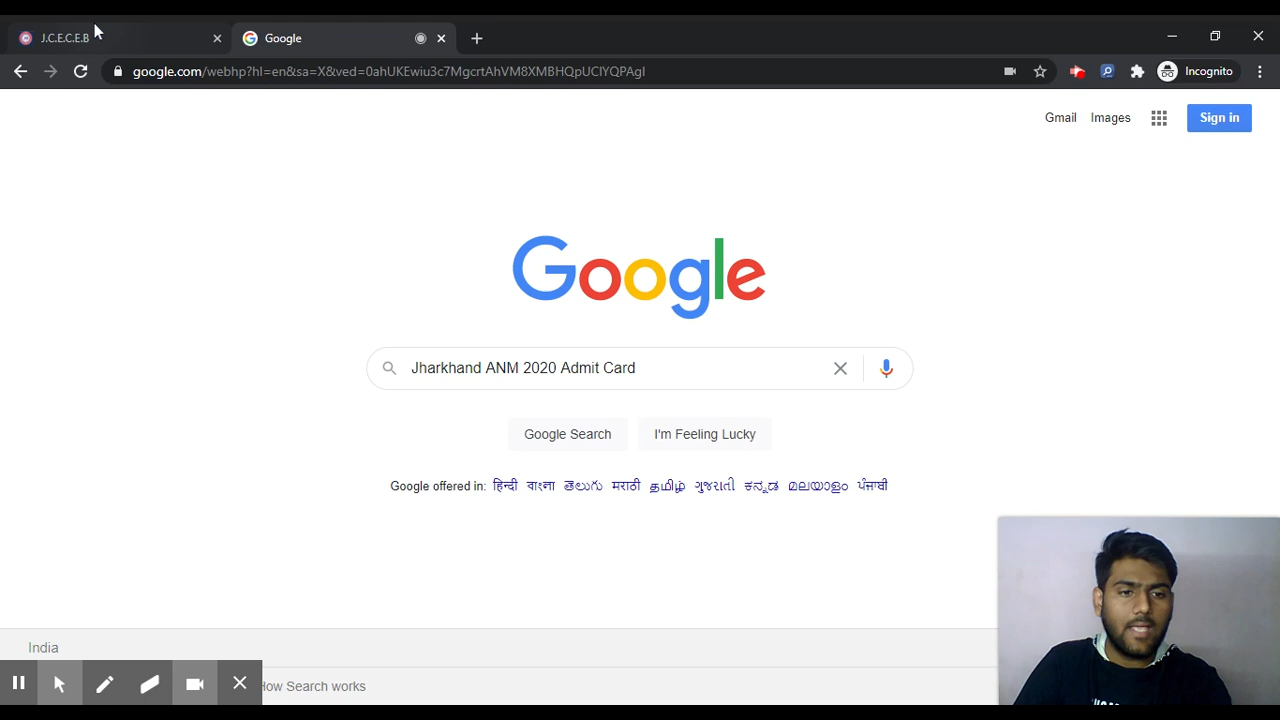 J.C.E.C.E.B
Google
google.com/webhp?hl=en&sa=X&ved=0ahUKEwiu3c7MgcrtAhVM8XMBHQpUCIYQPAgI
Incognito
Gmail Images
Sign in
Google
Jharkhand ANM 2020 Admit Card
Google Search
I'm Feeling Lucky
Google offered in: हिन्दी বাংলা తెలుగు मराठी தமிழ் ગુજરાતી ಕನ್ನಡ മലയാളം ਪੰਜਾਬੀ
India
How Search works